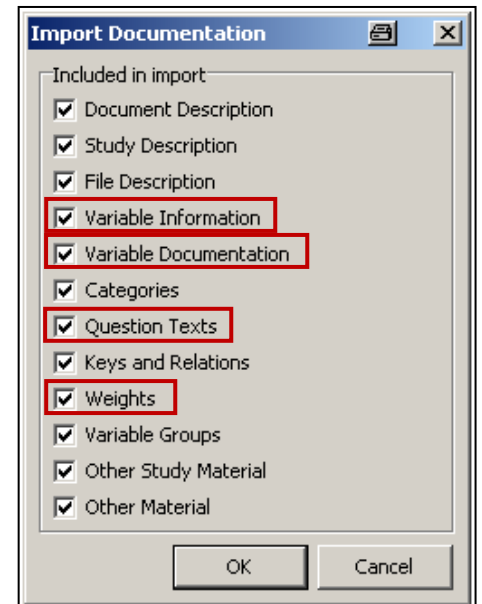 Import Documentation
Included in import
Document Description
Study Description
File Description
Variable Information
Variable Documentation
Categories
Question Texts
Keys and Relations
Weights
Variable Groups
Other Study Material
Other Material
OK Cancel